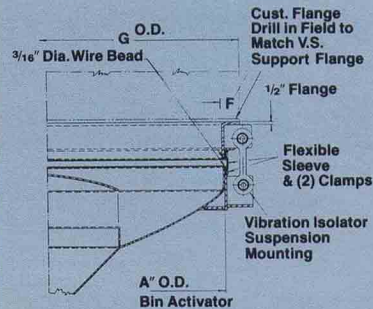 Cust. Flange
Drill in Field to
Match V.S.
Support Flange
G O.D.
3/16" Dia. Wire Bead
F
1/2" Flange
Flexible
Sleeve
& (2) Clamps
Vibration Isolator
Suspension
Mounting
A" O.D.
Bin Activator